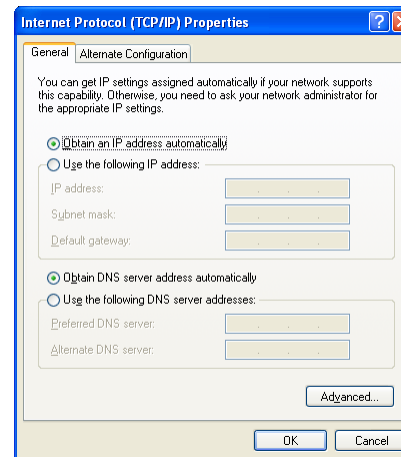 Internet Protocol (TCP/IP) Properties
General
Alternate Configuration
You can get IP settings assigned automatically if your network supports
this capability. Otherwise, you need to ask your network administrator for
the appropriate IP settings.
Obtain an IP address automatically
Use the following IP address:
IP address:
Subnet mask:
Default gateway:
Obtain DNS server address automatically
Use the following DNS server addresses:
Preferred DNS server:
Alternate DNS server:
Advanced...
OK
Cancel